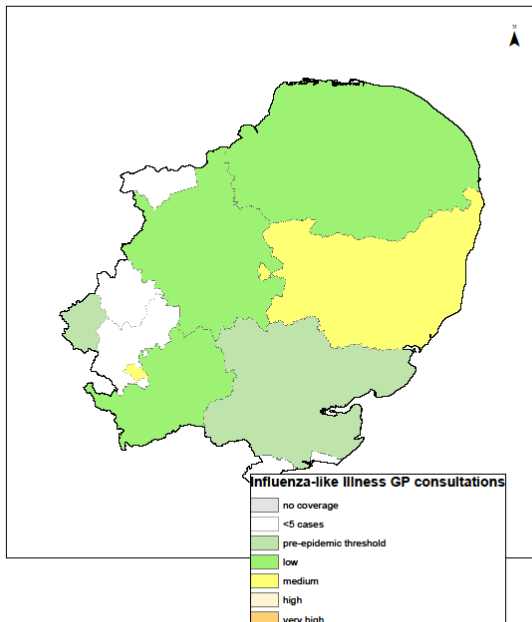 N
Influenza-like Illness GP consultations
no coverage
<5 cases
pre-epidemic threshold
low
medium
high
very high